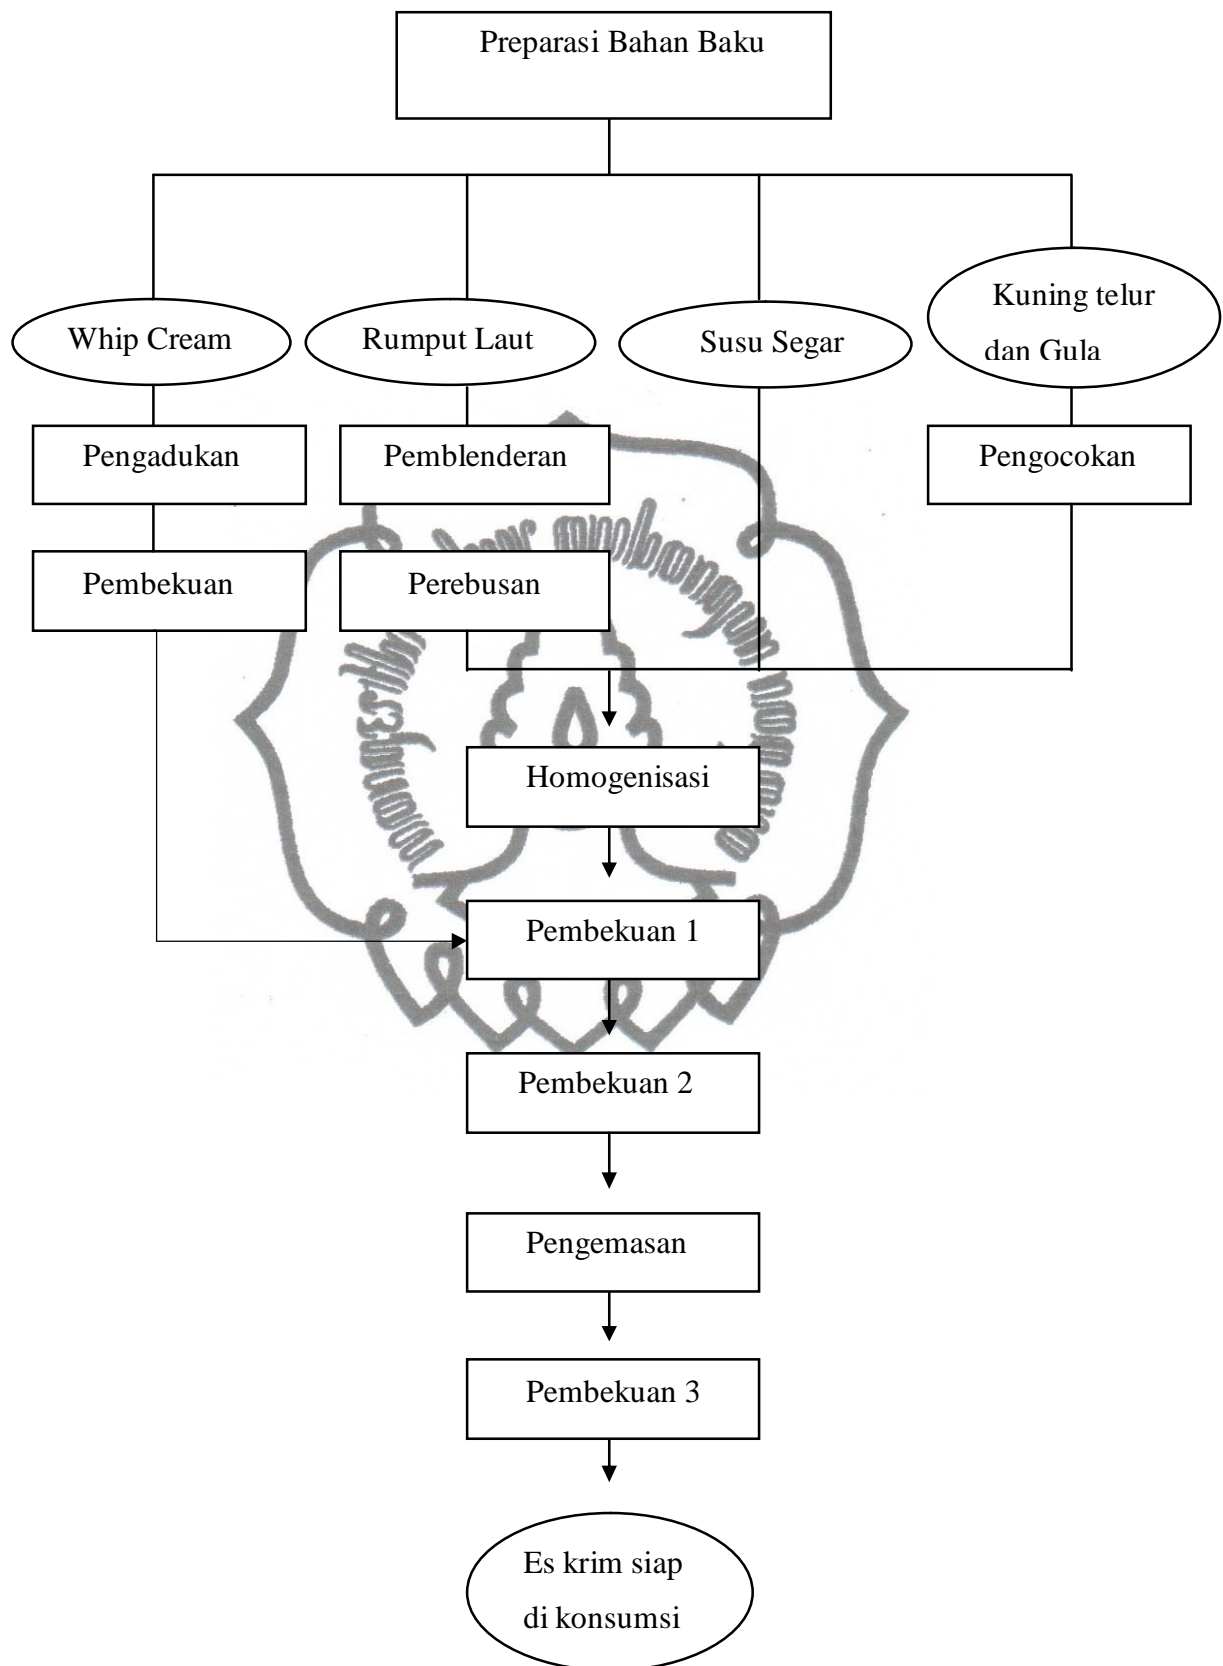 Preparasi Bahan Baku
Whip Cream
Rumput Laut
Susu Segar
Kuning telur
dan Gula
Pengadukan
Pemblenderan
Pengocokan
Pembekuan
Perebusan
Homogenisasi
Pembekuan 1
Pembekuan 2
Pengemasan
Pembekuan 3
Es krim siap
di konsumsi